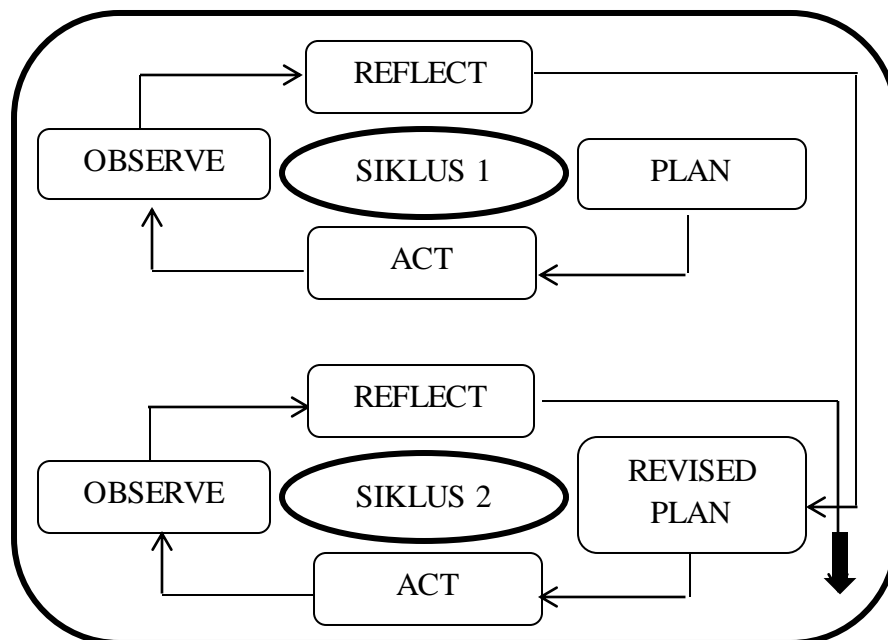 REFLECT
OBSERVE
SIKLUS 1
PLAN
ACT
REFLECT
OBSERVE
SIKLUS 2
REVISED
PLAN
ACT